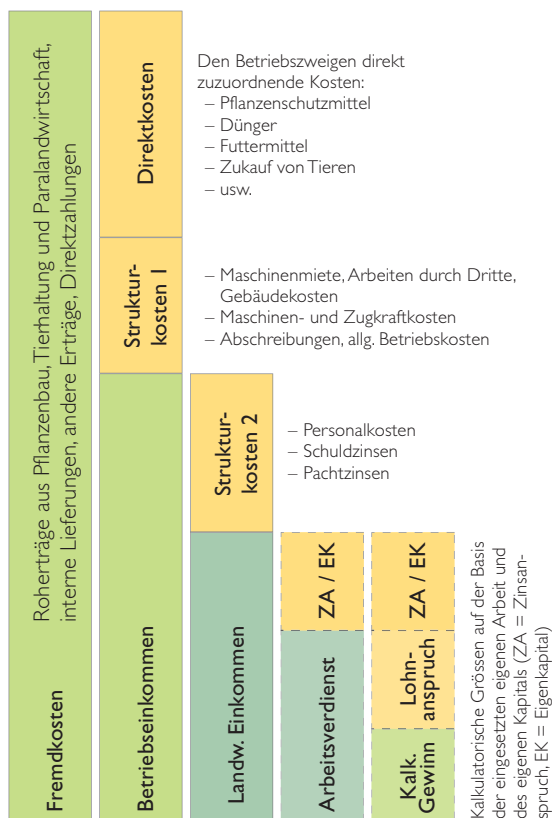 Fremdkosten
Roherträge aus Pflanzenbau, Tierhaltung und Paralandwirtschaft,
interne Lieferungen, andere Erträge, Direktzahlungen
Direktkosten
Den Betriebszweigen direkt
zuzuordnende Kosten:
– Pflanzenschutzmittel
– Dünger
– Futtermittel
– Zukauf von Tieren
– usw.
Struktur-
kosten 1
– Maschinenmiete, Arbeiten durch Dritte,
Gebäudekosten
– Maschinen- und Zugkraftkosten
– Abschreibungen, allg. Betriebskosten
Betriebseinkommen
Struktur-
kosten 2
– Personalkosten
– Schuldzinsen
– Pachtzinsen
Landw. Einkommen
ZA / EK
Arbeitsverdienst
ZA / EK
Lohn-
anspruch
Kalk.
Gewinn
Kalkulatorische Grössen auf der Basis
der eingesetzten eigenen Arbeit und
des eigenen Kapitals (ZA = Zinsan-
spruch, EK = Eigenkapital)